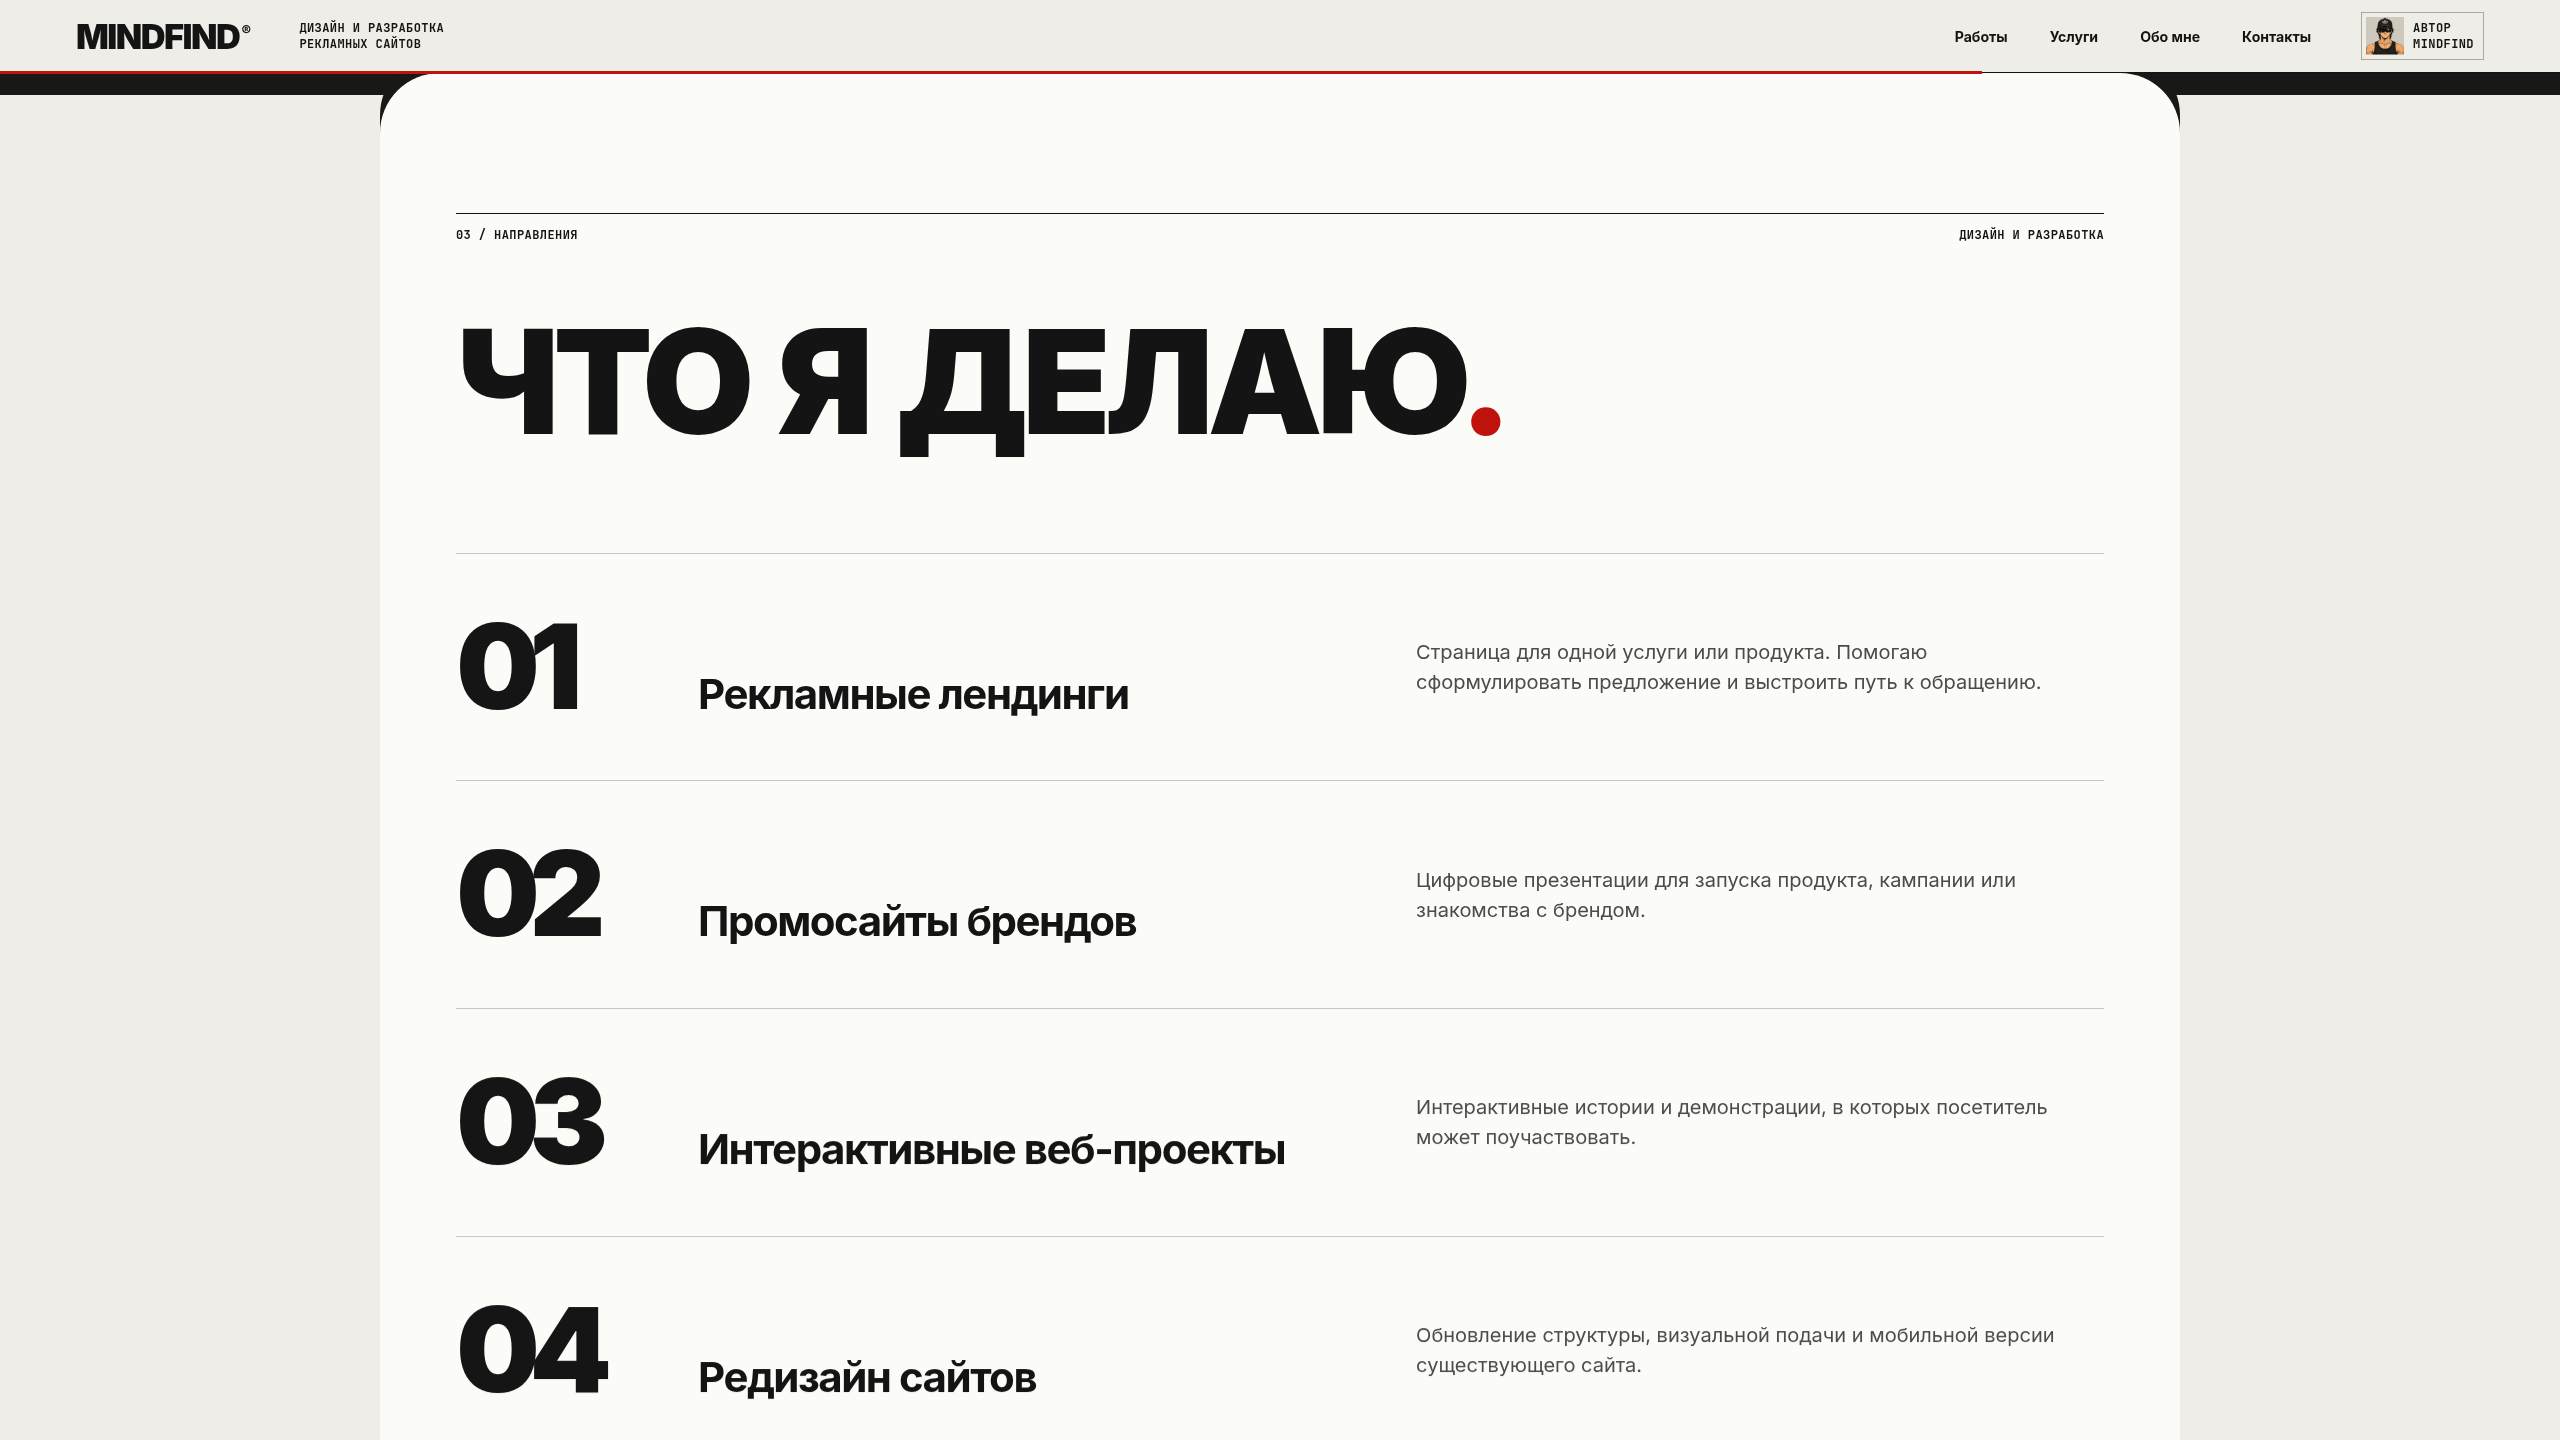 MINDFIND®
ДИЗАЙН И РАЗРАБОТКА
РЕКЛАМНЫХ САЙТОВ
Работы
Услуги
Обо мне
Контакты
АВТОР
MINDFIND
03 / НАПРАВЛЕНИЯ
ДИЗАЙН И РАЗРАБОТКА
ЧТО Я ДЕЛАЮ.
01
Рекламные лендинги
Страница для одной услуги или продукта. Помогаю
сформулировать предложение и выстроить путь к обращению.
02
Промосайты брендов
Цифровые презентации для запуска продукта, кампании или
знакомства с брендом.
03
Интерактивные веб-проекты
Интерактивные истории и демонстрации, в которых посетитель
может поучаствовать.
04
Редизайн сайтов
Обновление структуры, визуальной подачи и мобильной версии
существующего сайта.